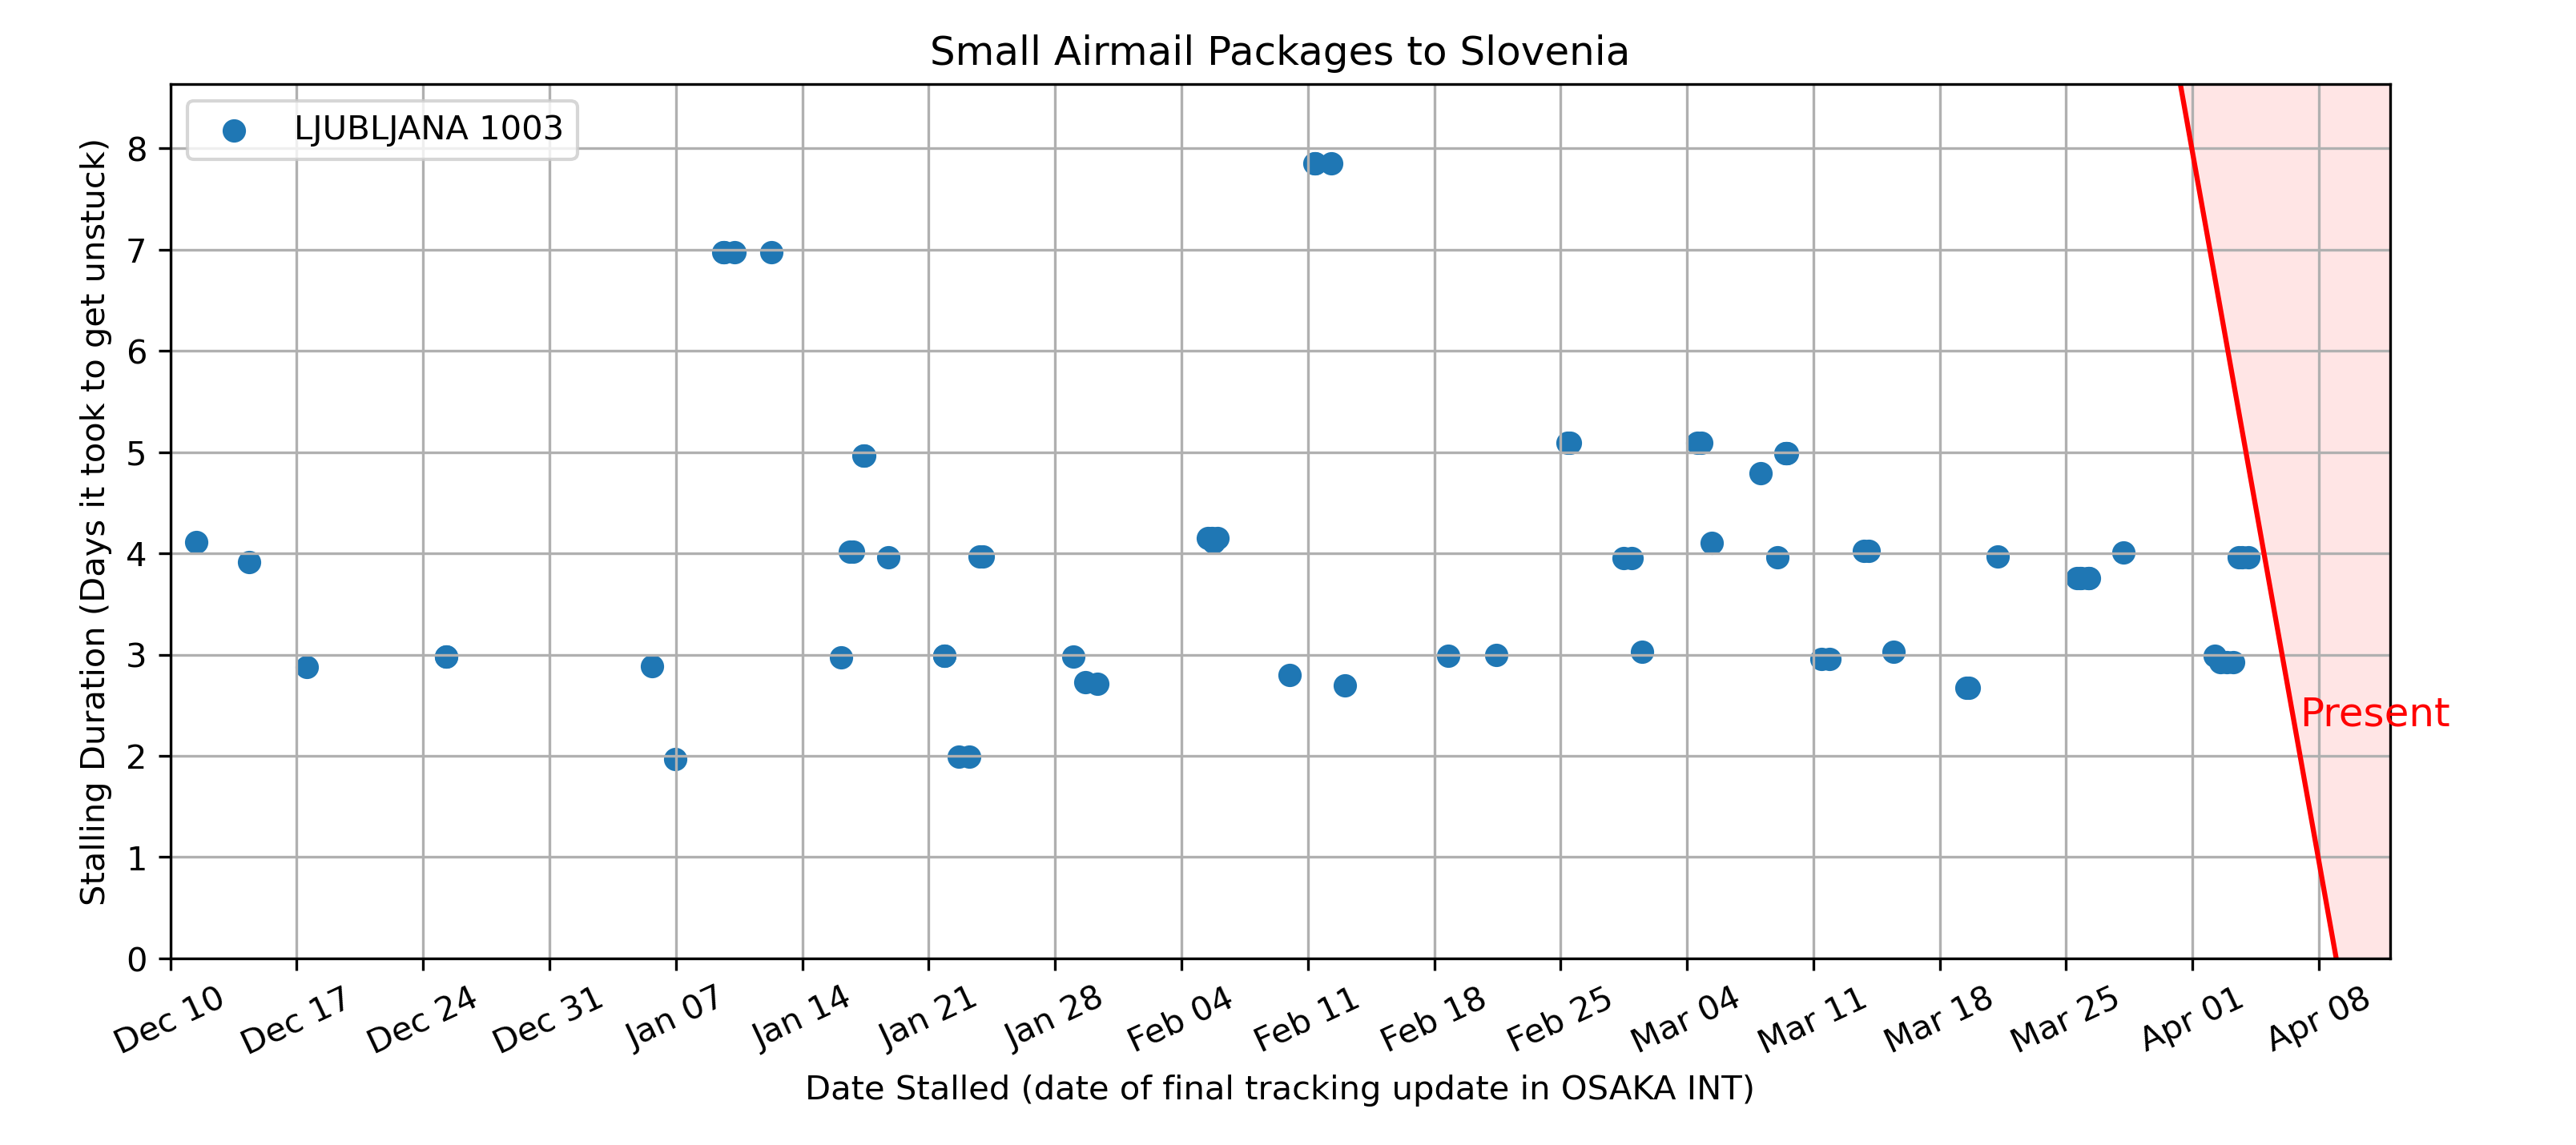 Small Airmail Packages to Slovenia
LJUBLJANA 1003
Stalling Duration (Days it took to get unstuck)
8
7
6
5
4
3
2
1
0
Present
Dec 10
Dec 17
Dec 24
Dec 31
Jan 07
Jan 14
Jan 21
Jan 28
Feb 04
Feb 11
Feb 18
Feb 25
Mar 04
Mar 11
Mar 18
Mar 25
Apr 01
Apr 08
Date Stalled (date of final tracking update in OSAKA INT)